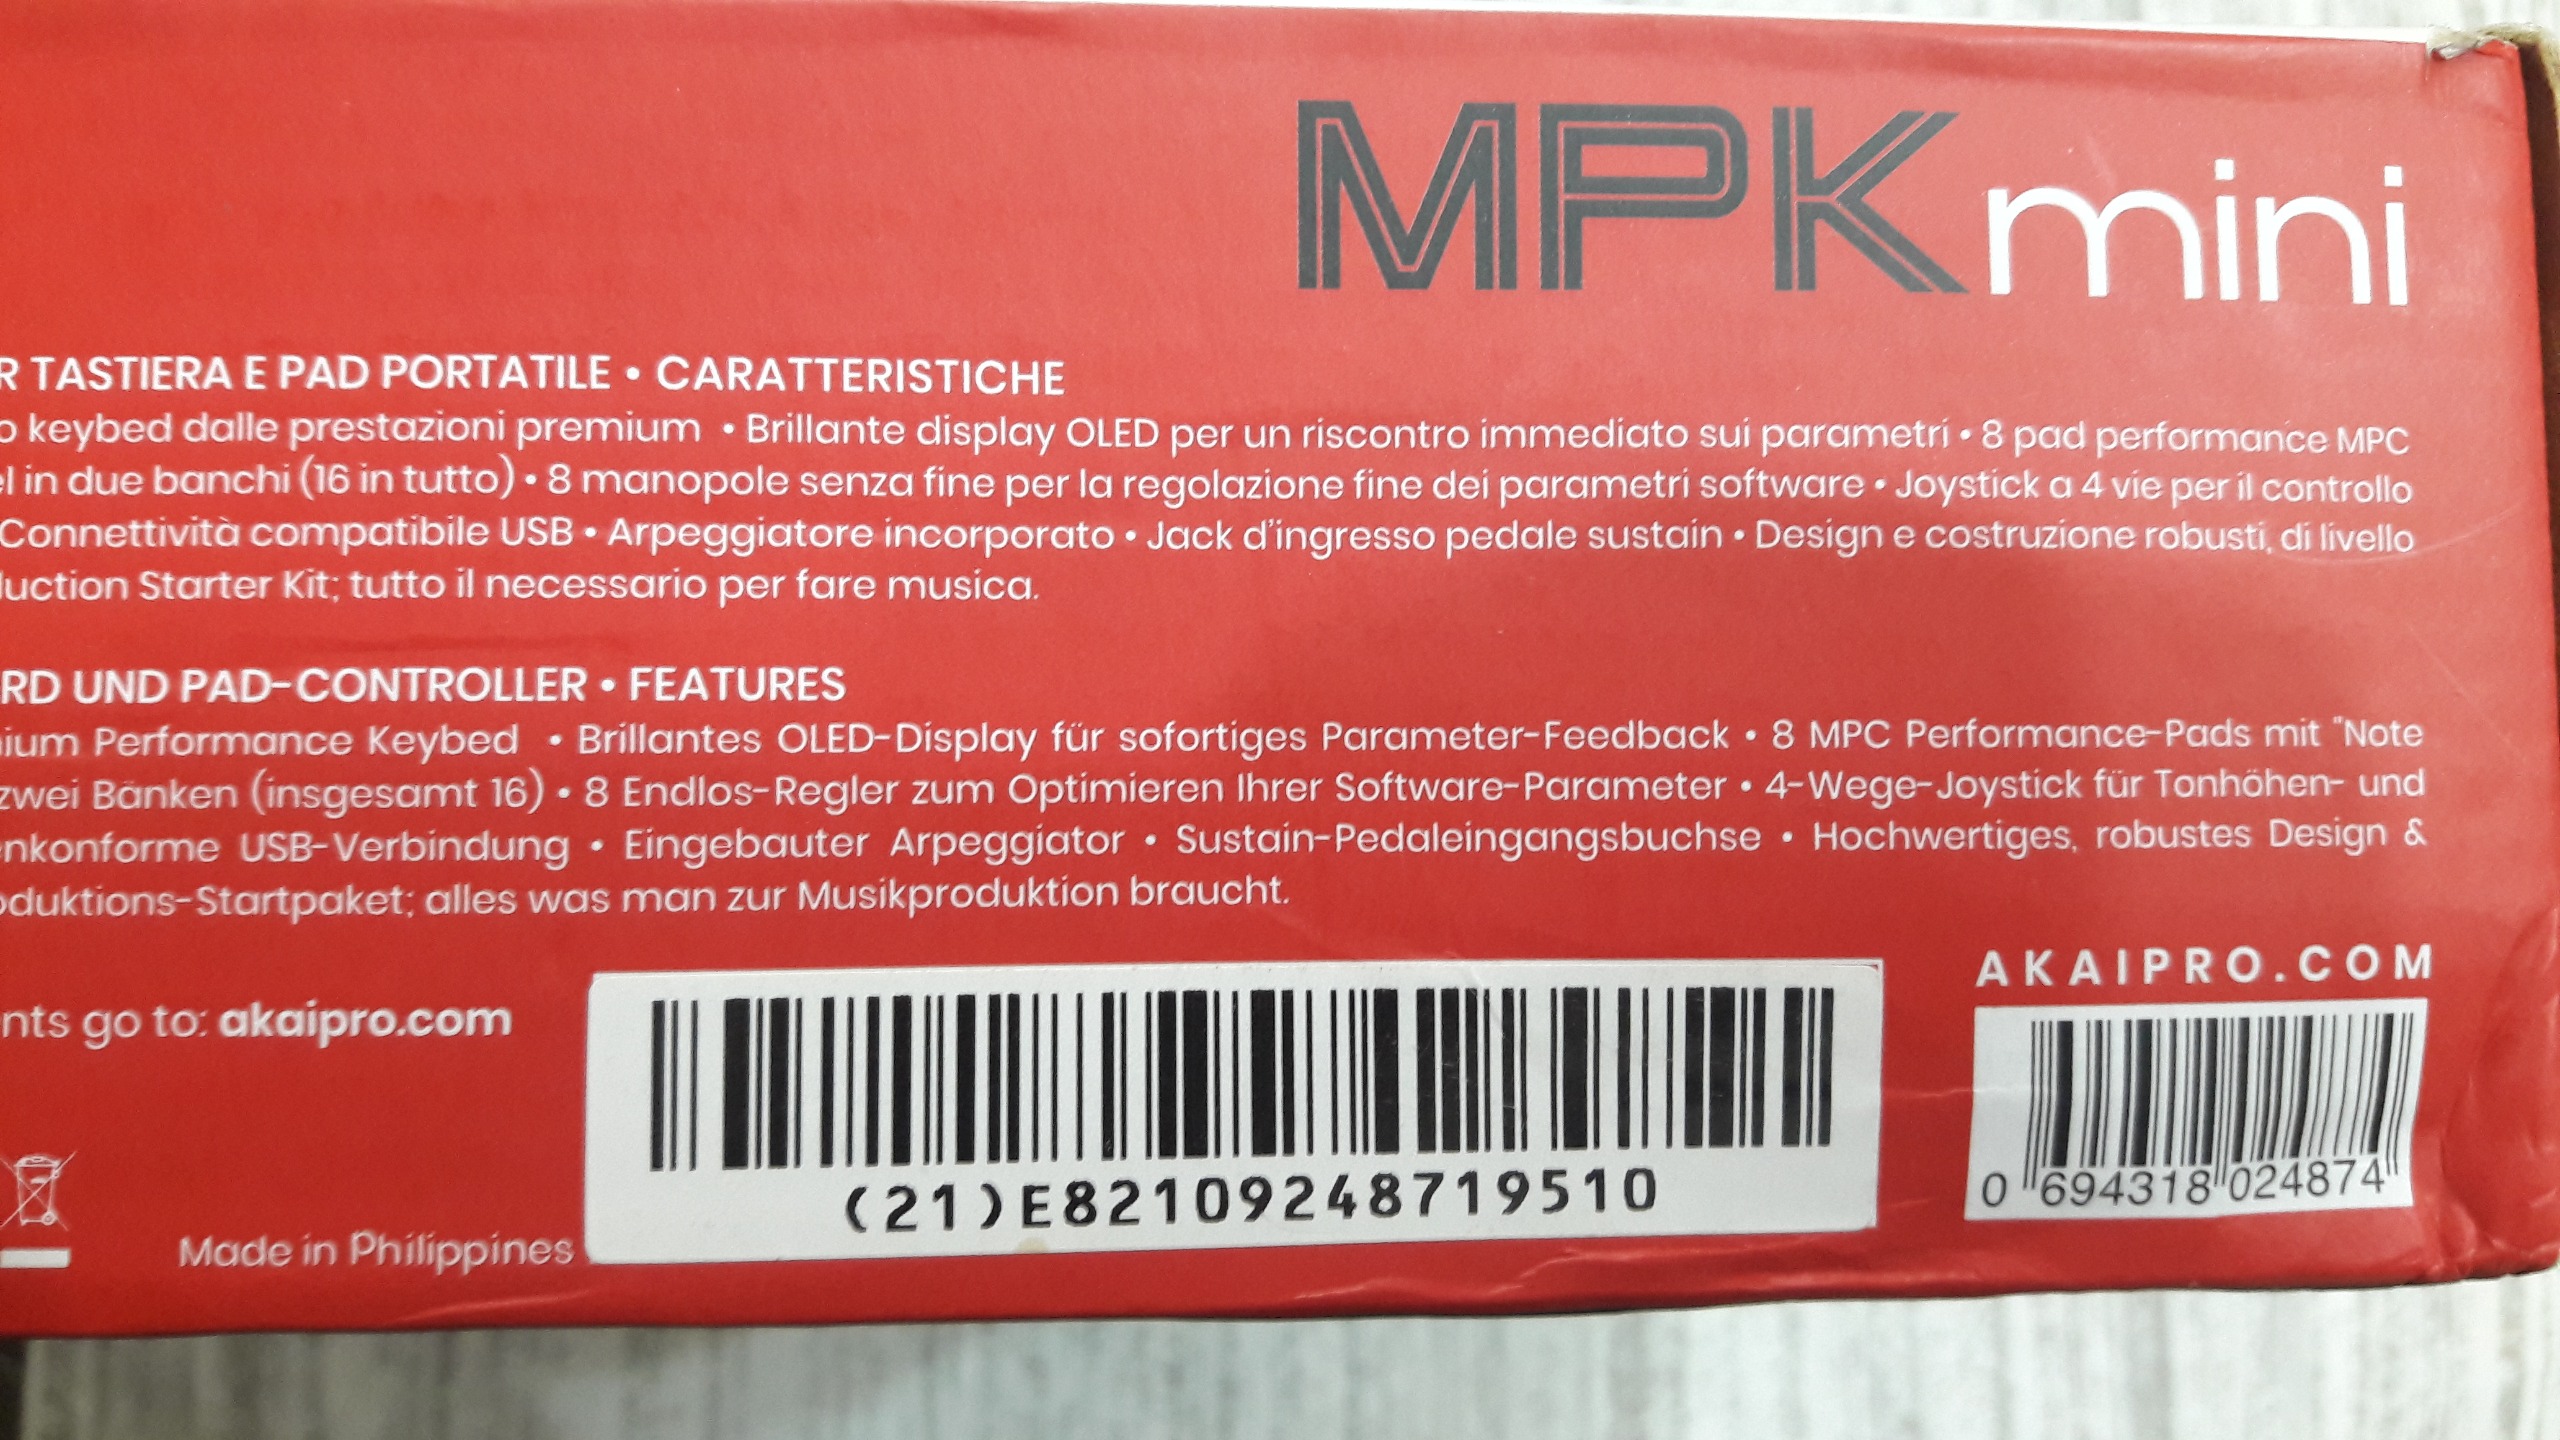 MPK mini
R TASTIERA E PAD PORTATILE • CARATTERISTICHE
o keybed dalle prestazioni premium • Brillante display OLED per un riscontro immediato sui parametri • 8 pad performance MPC
el in due banchi (16 in tutto) • 8 manopole senza fine per la regolazione fine dei parametri software • Joystick a 4 vie per il controllo
Connettività compatibile USB • Arpeggiatore incorporato • Jack d'ingresso pedale sustain • Design e costruzione robusti, di livello
luction Starter Kit; tutto il necessario per fare musica.
RD UND PAD-CONTROLLER • FEATURES
ium Performance Keybed • Brillantes OLED-Display für sofortiges Parameter-Feedback • 8 MPC Performance-Pads mit "Note
zwei Bänken (insgesamt 16) • 8 Endlos-Regler zum Optimieren Ihrer Software-Parameter • 4-Wege-Joystick für Tonhöhen- und
nkonforme USB-Verbindung • Eingebauter Arpeggiator • Sustain-Pedaleingangsbuchse • Hochwertiges, robustes Design &
oduktions-Startpaket; alles was man zur Musikproduktion braucht.
AKAIPRO.COM
nts go to: akaipro.com
(21)E82109248719510
0 694318 024874
Made in Philippines